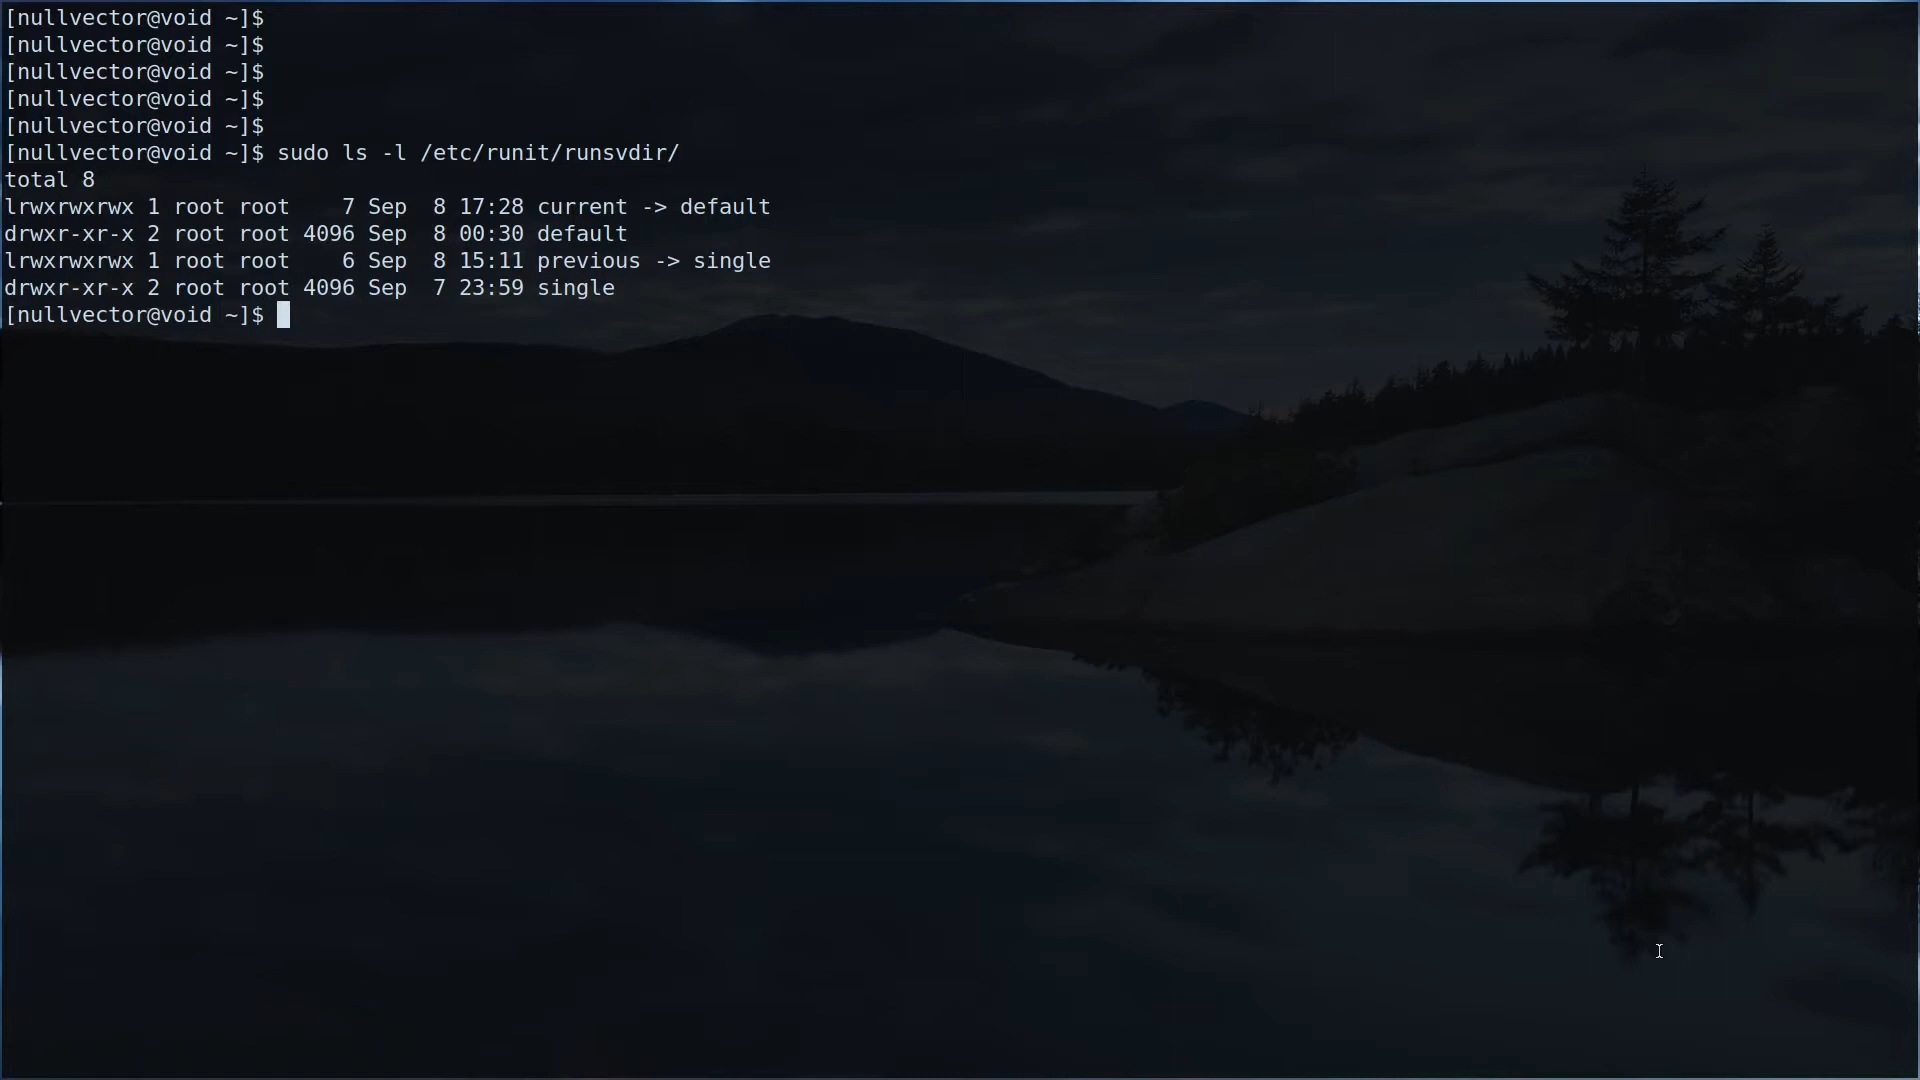 [nullvector@void ~]$
[nullvector@void ~]$
[nullvector@void ~]$
[nullvector@void ~]$
[nullvector@void ~]$
[nullvector@void ~]$ sudo ls -l /etc/runit/runsvdir/
total 8
lrwxrwxrwx 1 root root    7 Sep  8 17:28 current -> default
drwxr-xr-x 2 root root 4096 Sep  8 00:30 default
lrwxrwxrwx 1 root root    6 Sep  8 15:11 previous -> single
drwxr-xr-x 2 root root 4096 Sep  7 23:59 single
[nullvector@void ~]$